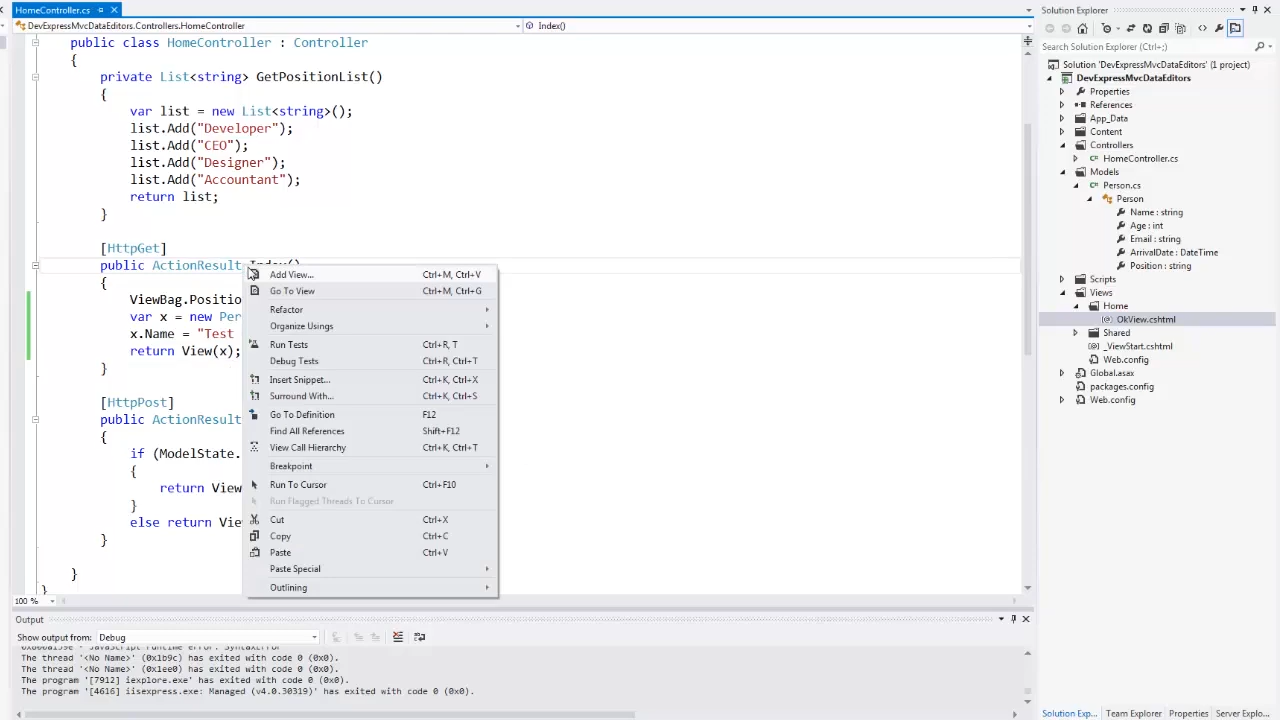 HomeController.cs
DevExpressMvcDataEditors.Controllers.HomeController
Index()
public class HomeController : Controller
{
private List<string> GetPositionList()
{
var list = new List<string>();
list.Add("Developer");
list.Add("CEO");
list.Add("Designer");
list.Add("Accountant");
return list;
}
[HttpGet]
public ActionResult Index()
{
ViewBag.Positio
var x = new Per
x.Name = "Test
return View(x);
}
[HttpPost]
public ActionResult
{
if (ModelState.
{
return View
}
else return Vie
}
}
}
Add View... Ctrl+M, Ctrl+V
Go To View Ctrl+M, Ctrl+G
Refactor
Organize Usings
Run Tests Ctrl+R, T
Debug Tests Ctrl+R, Ctrl+T
Insert Snippet... Ctrl+K, Ctrl+X
Surround With... Ctrl+K, Ctrl+S
Go To Definition F12
Find All References Shift+F12
View Call Hierarchy Ctrl+K, Ctrl+T
Breakpoint
Run To Cursor Ctrl+F10
Run Flagged Threads To Cursor
Cut Ctrl+X
Copy Ctrl+C
Paste Ctrl+V
Paste Special
Outlining
100 %
Output
Show output from: Debug
0x800a139e - JavaScript runtime error: SyntaxError
The thread '<No Name>' (0x1b9c) has exited with code 0 (0x0).
The thread '<No Name>' (0x1ee0) has exited with code 0 (0x0).
The program '[7912] iexplore.exe' has exited with code 0 (0x0).
The program '[4616] iisexpress.exe: Managed (v4.0.30319)' has exited with code 0 (0x0).
Solution Explorer
Search Solution Explorer (Ctrl+;)
Solution 'DevExpressMvcDataEditors' (1 project)
DevExpressMvcDataEditors
Properties
References
App_Data
Content
Controllers
HomeController.cs
Models
Person.cs
Person
Name : string
Age : int
Email : string
ArrivalDate : DateTime
Position : string
Scripts
Views
Home
OkView.cshtml
Shared
_ViewStart.cshtml
Web.config
Global.asax
packages.config
Web.config
Solution Exp... Team Explorer Properties Server Explo...